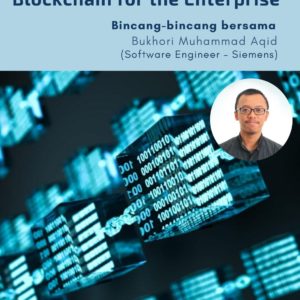 Blockchain for the Enterprise
Bincang-bincang bersama
Bukhori Muhammad Aqid
(Software Engineer - Siemens)